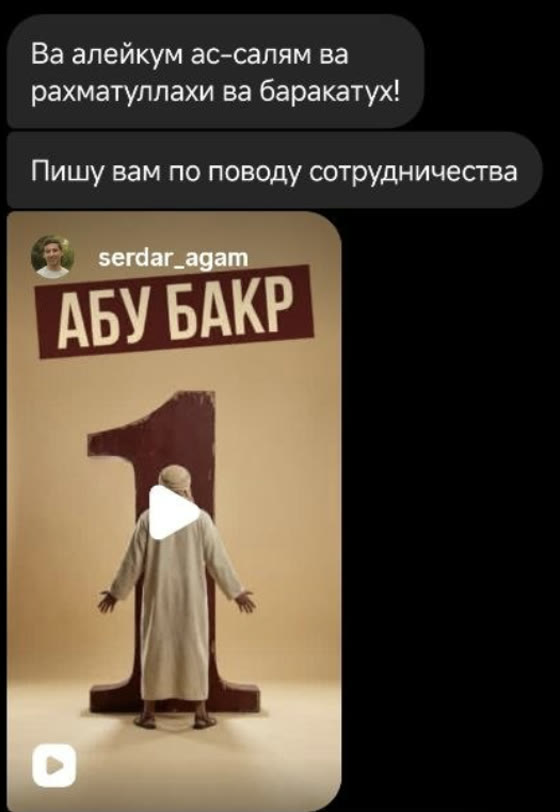 Ва алейкум ас-салям ва
рахматуллахи ва баракатух!
Пишу вам по поводу сотрудничества
serdar_agam
АБУ БАКР
1